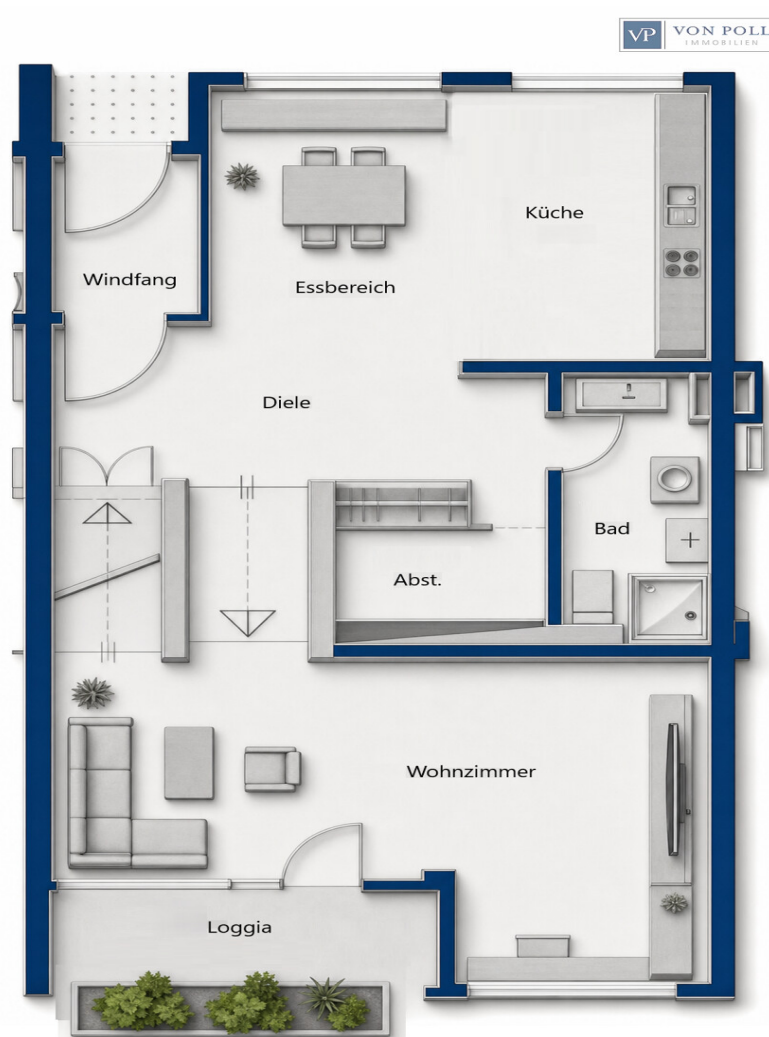 VP VON POLL
IMMOBILIEN
Küche
Windfang
Essbereich
Diele
Bad
Abst.
Wohnzimmer
Loggia